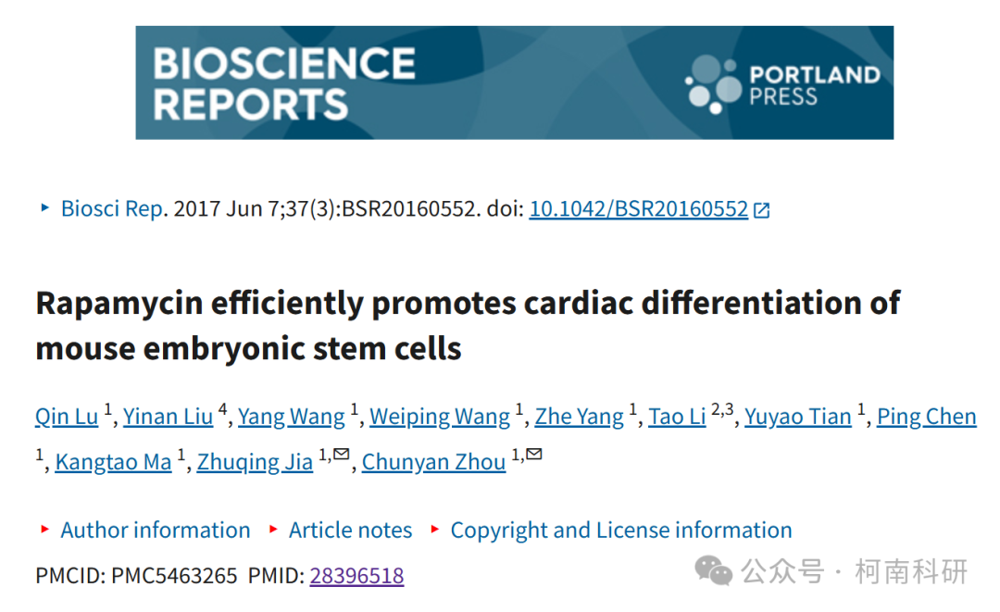 BIOSCIENCE
REPORTS
PORTLAND
PRESS
Biosci Rep. 2017 Jun 7;37(3):BSR20160552. doi: 10.1042/BSR20160552
Rapamycin efficiently promotes cardiac differentiation of
mouse embryonic stem cells
Qin Lu 1, Yinan Liu 4, Yang Wang 1, Weiping Wang 1, Zhe Yang 1, Tao Li 2,3, Yuyao Tian 1, Ping Chen
1, Kangtao Ma 1, Zhuqing Jia 1,✉, Chunyan Zhou 1,✉
Author information Article notes Copyright and License information
PMCID: PMC5463265 PMID: 28396518
公众号 · 柯南科研